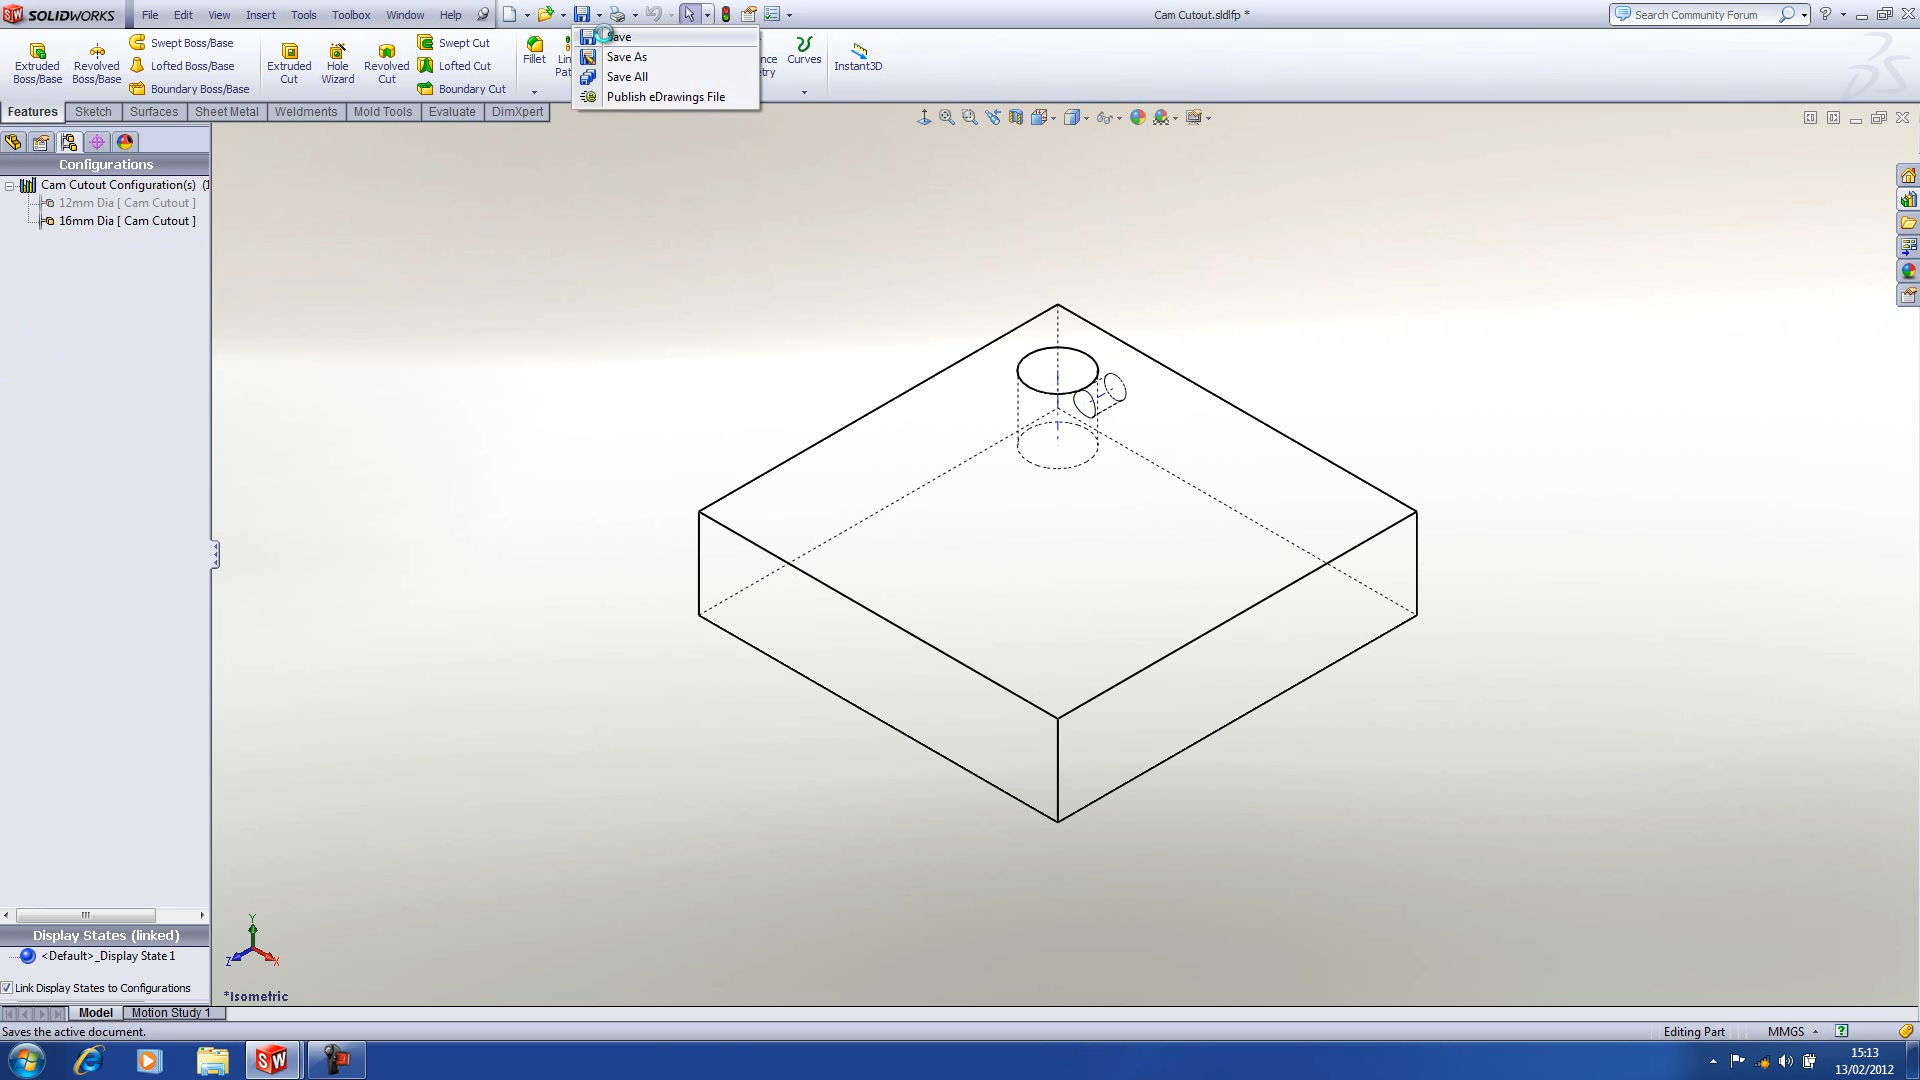 SOLIDWORKS File Edit View Insert Tools Toolbox Window Help Cam Cutout.sldlfp * Search Community Forum
Save
Save As
Save All
Publish eDrawings File
Extruded Boss/Base
Revolved Boss/Base
Swept Boss/Base
Lofted Boss/Base
Boundary Boss/Base
Extruded Cut
Hole Wizard
Revolved Cut
Swept Cut
Lofted Cut
Boundary Cut
Fillet
Curves
Instant3D
Features Sketch Surfaces Sheet Metal Weldments Mold Tools Evaluate DimXpert
Configurations
Cam Cutout Configuration(s) (1
12mm Dia [ Cam Cutout ]
16mm Dia [ Cam Cutout ]
Display States (linked)
<Default>_Display State 1
Link Display States to Configurations
Y
Z
X
*Isometric
Model Motion Study 1
Saves the active document. Editing Part MMGS
15:13
13/02/2012